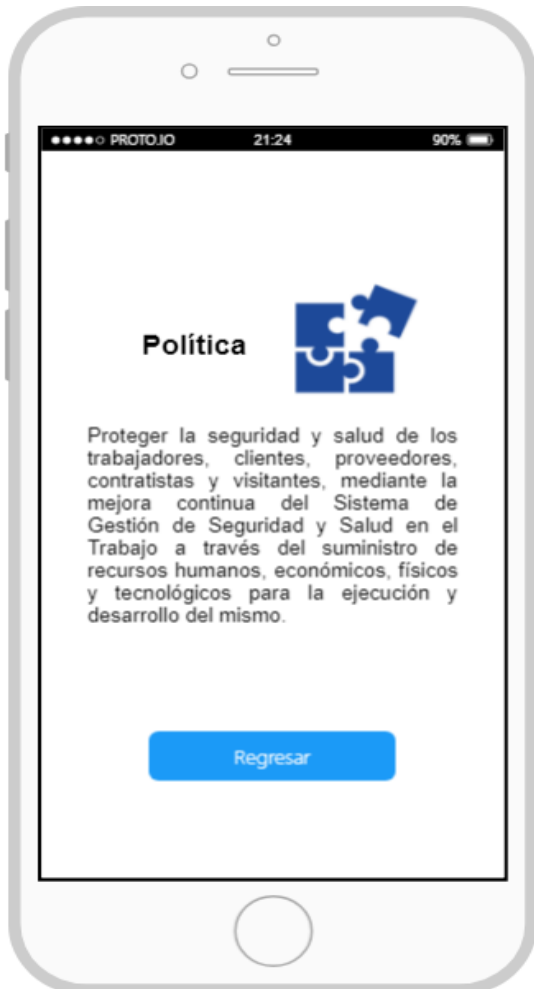 PROTO.IO 21:24 90%
Política
Proteger la seguridad y salud de los
trabajadores, clientes, proveedores,
contratistas y visitantes, mediante la
mejora continua del Sistema de
Gestión de Seguridad y Salud en el
Trabajo a través del suministro de
recursos humanos, económicos, físicos
y tecnológicos para la ejecución y
desarrollo del mismo.
Regresar